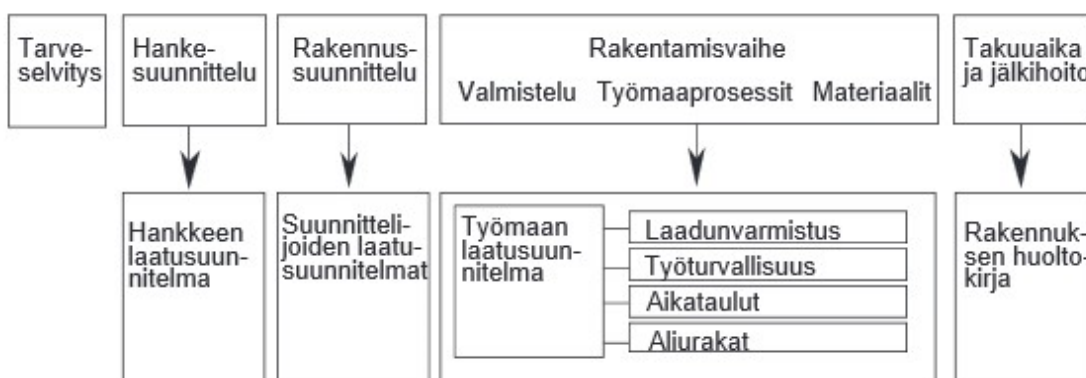 Tarve-
selvitys
Hanke-
suunnittelu
Rakennus-
suunnittelu
Rakentamisvaihe
Valmistelu Työmaaprosessit Materiaalit
Takuuaika
ja jälkihoito
Hankkeen
laatusuun-
nitelma
Suunnitteli-
joiden laatu-
suunnitelmat
Työmaan
laatusuun-
nitelma
Laadunvarmistus
Työturvallisuus
Aikataulut
Aliurakat
Rakennuk-
sen huolto-
kirja